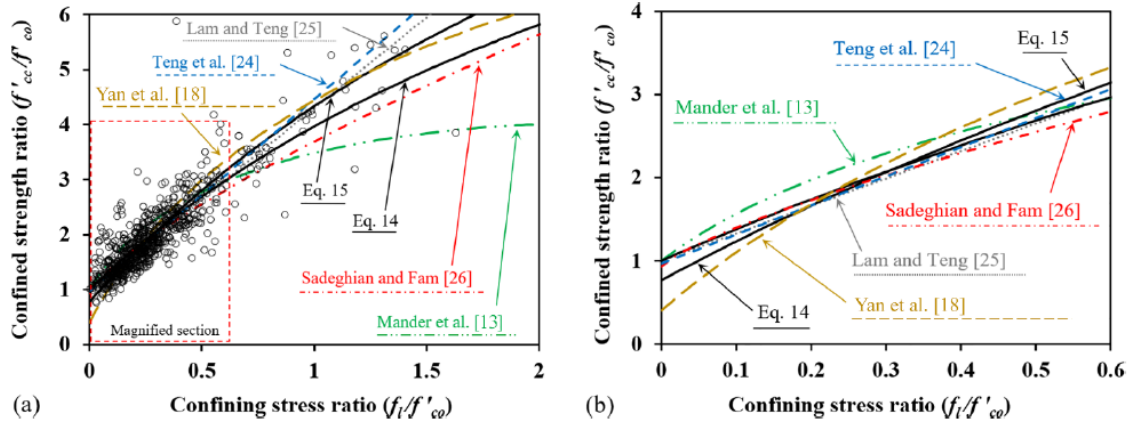 6
5
4
3
2
1
0
0
0.5
1
1.5
2
Confined strength ratio (f'cc/f'co)
Confining stress ratio (fl/f'co)
Lam and Teng [25]
Teng et al. [24]
Yan et al. [18]
Eq. 15
Eq. 14
Sadeghian and Fam [26]
Mander et al. [13]
Magnified section
(a)
4
3
2
1
0
0
0.1
0.2
0.3
0.4
0.5
0.6
Confined strength ratio (f'cc/f'co)
Confining stress ratio (fl/f'co)
Eq. 15
Teng et al. [24]
Mander et al. [13]
Sadeghian and Fam [26]
Lam and Teng [25]
Yan et al. [18]
Eq. 14
(b)